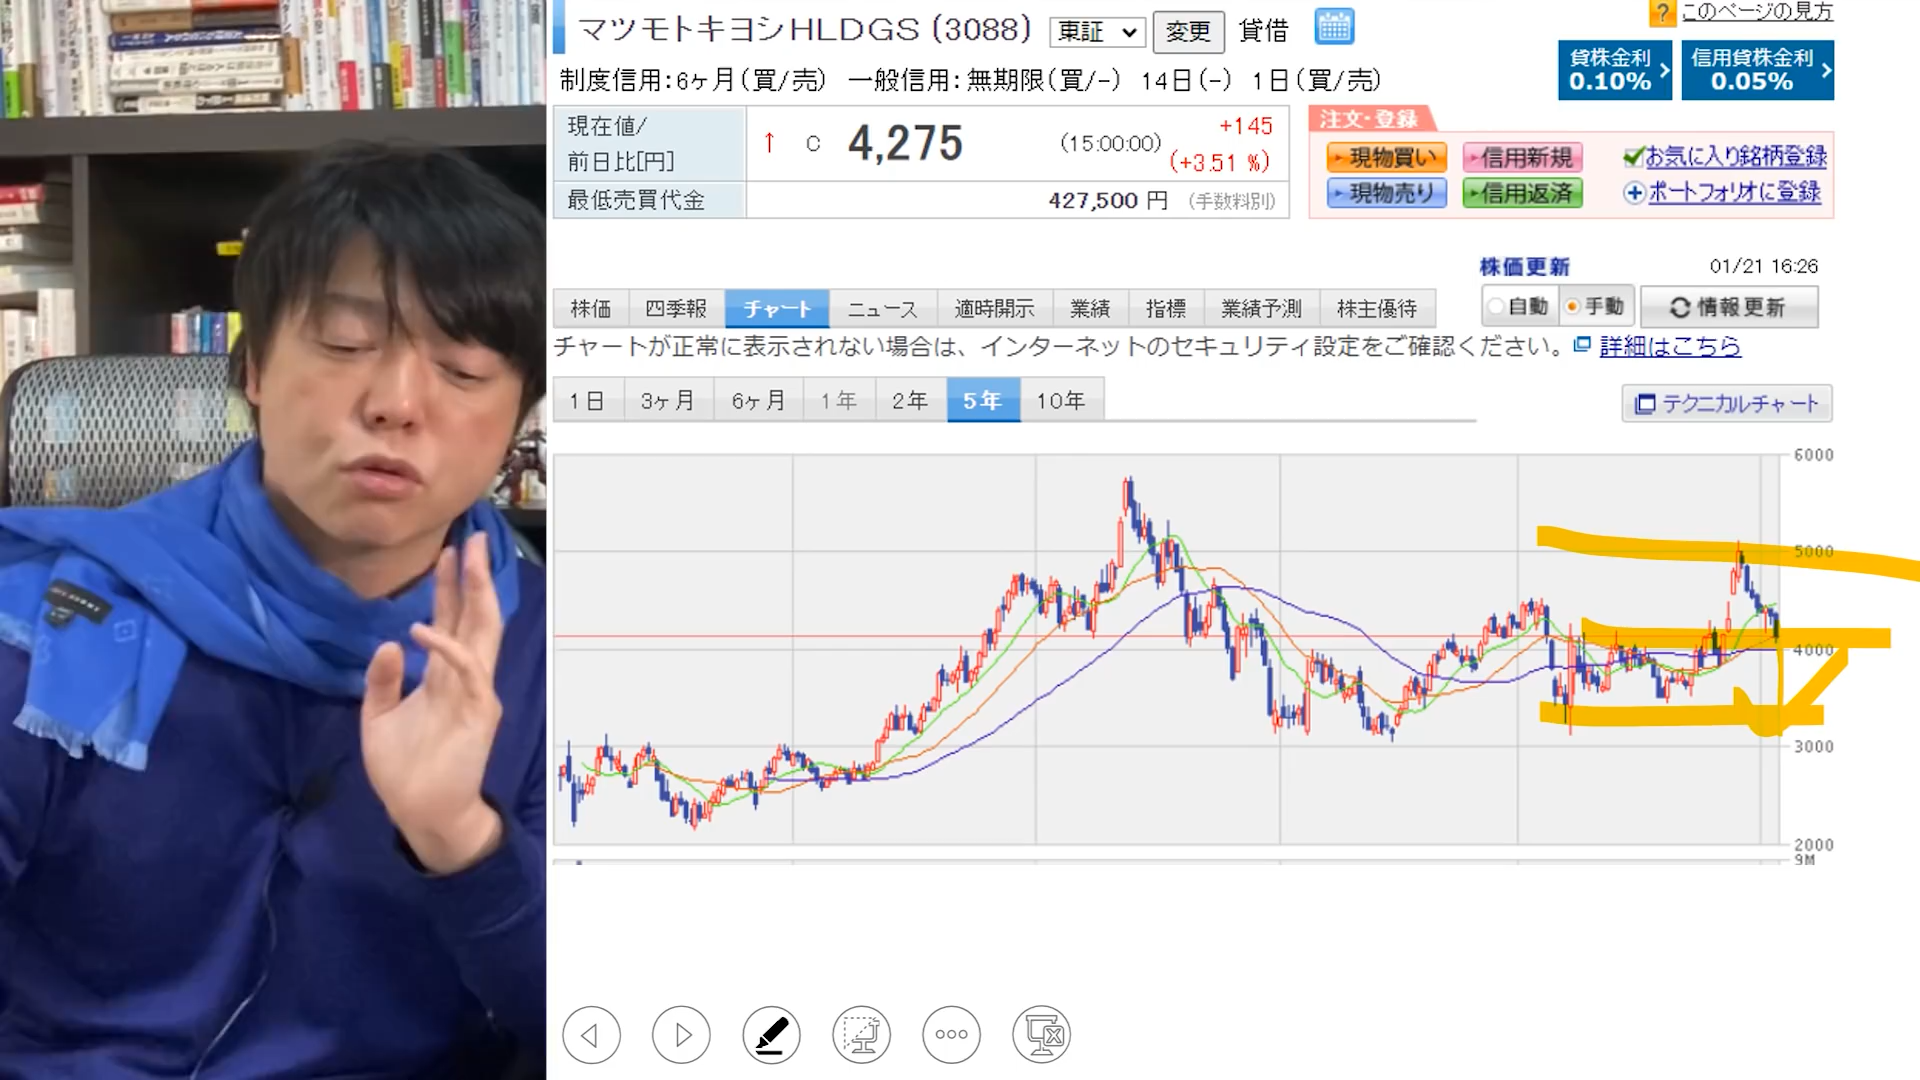 マツモトキヨシHLDGS (3088)
東証
変更
貸借
?
このページの見方
制度信用:6ヶ月(買/売) 一般信用:無期限(買/-) 14日(-) 1日(買/売)
貸株金利
0.10%
信用貸株金利
0.05%
現在値/
前日比[円]
↑ C 4,275 (15:00:00)
+145
(+3.51 %)
最低売買代金
427,500 円 (手数料別)
注文・登録
現物買い
信用新規
お気に入り銘柄登録
現物売り
信用返済
ポートフォリオに登録
株価更新
01/21 16:26
自動
手動
情報更新
株価
四季報
チャート
ニュース
適時開示
業績
指標
業績予測
株主優待
チャートが正常に表示されない場合は、インターネットのセキュリティ設定をご確認ください。
詳細はこちら
1日
3ヶ月
6ヶ月
1年
2年
5年
10年
テクニカルチャート
6000
5000
4000
3000
2000
9M